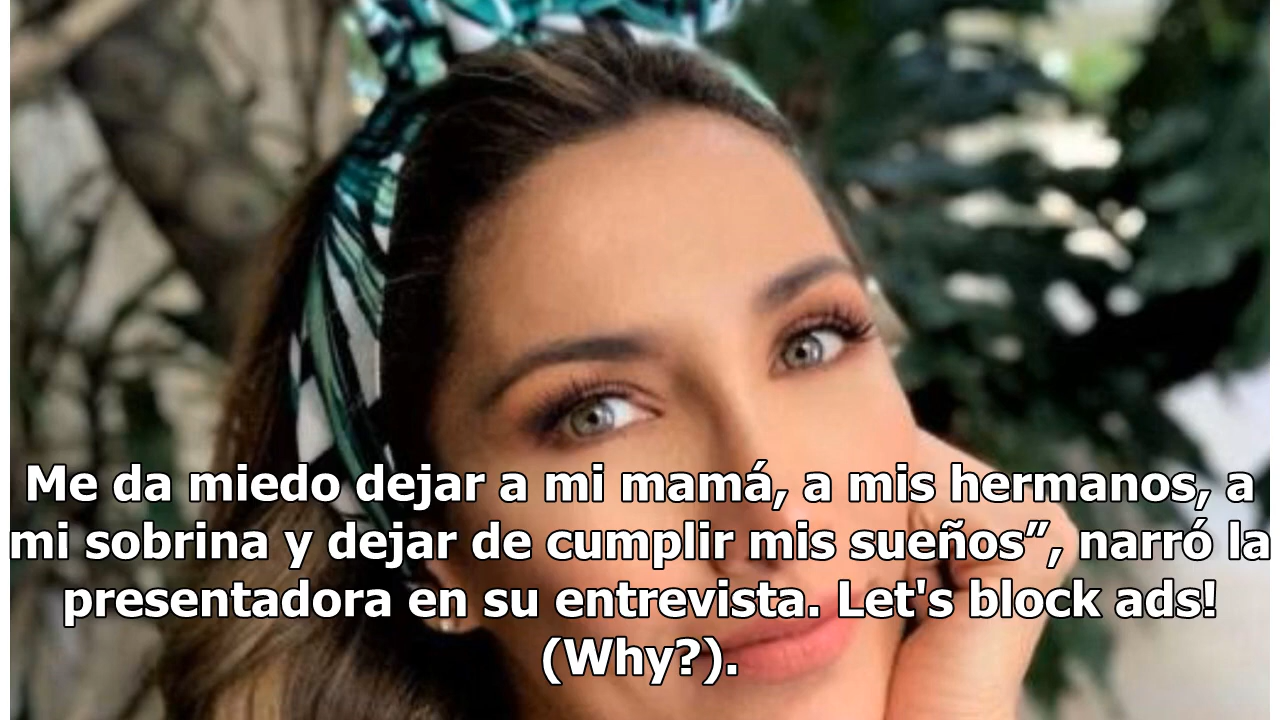 Me da miedo dejar a mi mamá, a mis hermanos, a
mi sobrina y dejar de cumplir mis sueños”, narró la
presentadora en su entrevista. Let's block ads!
(Why?).